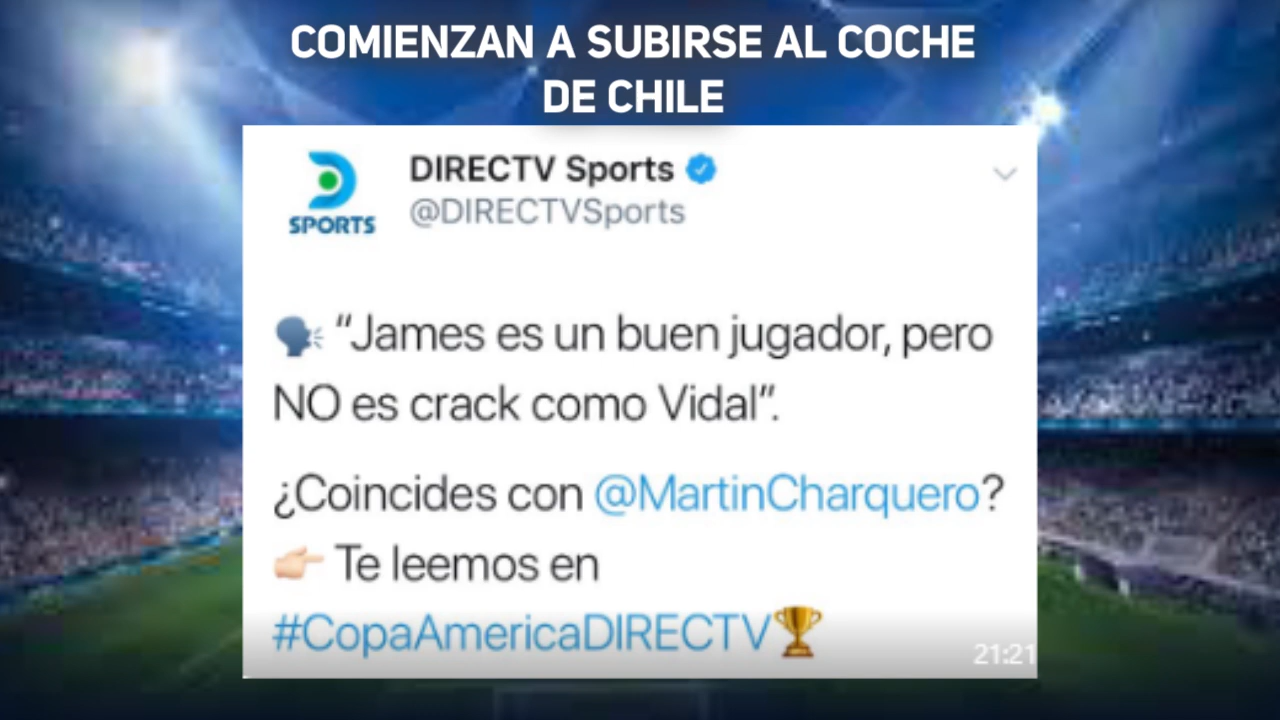 COMIENZAN A SUBIRSE AL COCHE
DE CHILE
SPORTS
DIRECTV Sports
@DIRECTVSports
🗣 “James es un buen jugador, pero
NO es crack como Vidal”.
¿Coincides con @MartinCharquero?
👉🏻 Te leemos en
#CopaAmericaDIRECTV🏆
21:21